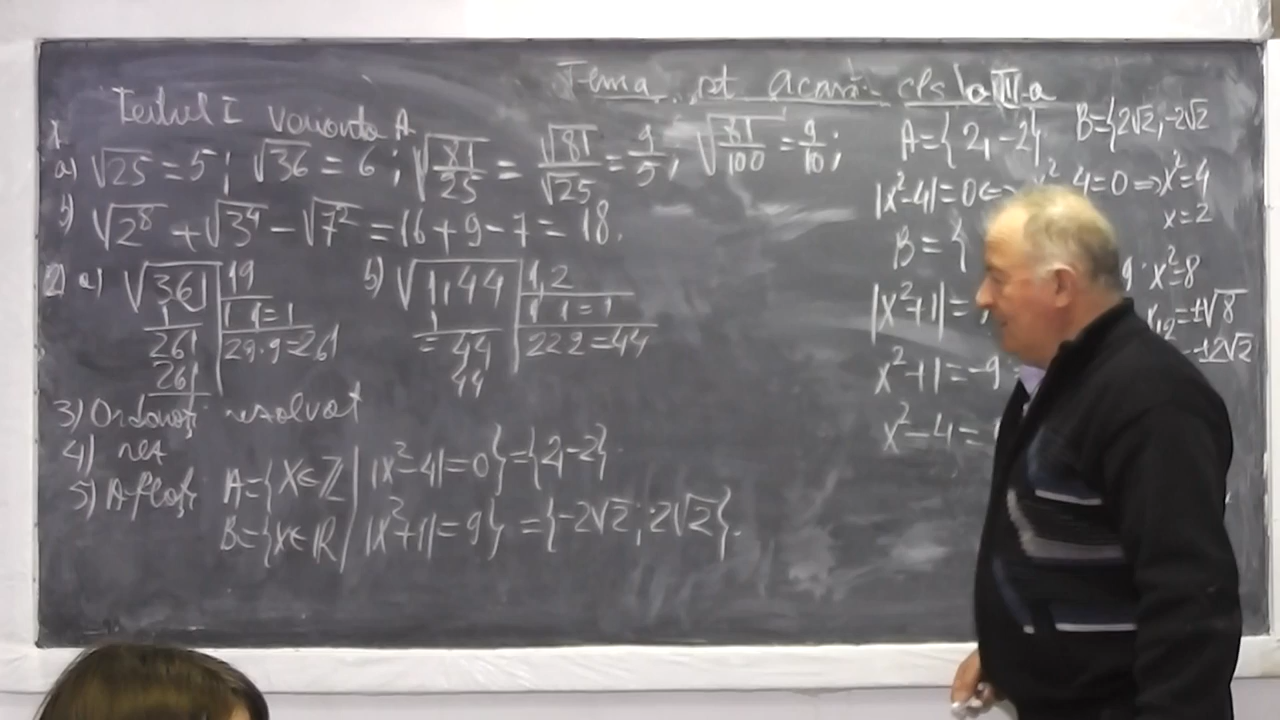 Tema pt acasă cls a VII-a
Testul I varianta A
1.
a) √25 = 5; √36 = 6; √(81/25) = √81/√25 = 9/5; √(81/100) = 9/10;
b) √2⁸ + √3⁴ - √7² = 16 + 9 - 7 = 18.
2) a) √361 | 19
1 | 1·1=1
261 | 29·9=261
261
b) √1,44 | 1,2
1 | 1·1=1
= 44 | 22·2=44
44
3) Ordonați rezolvat
4) rez
5) Aflați A={x∈Z | |x²-4|=0}={2,-2}.
B={x∈R | |x²+1|=9}={-2√2; 2√2}.
A={2,-2} B={2√2,-2√2
|x²-4|=0 ⇔ x² 4=0 ⇒ x²=4
x=2
B={
9 x²=8
|x²+1|=
x₁,₂=±√8
x²+1=-9
=±2√2
x²-4=